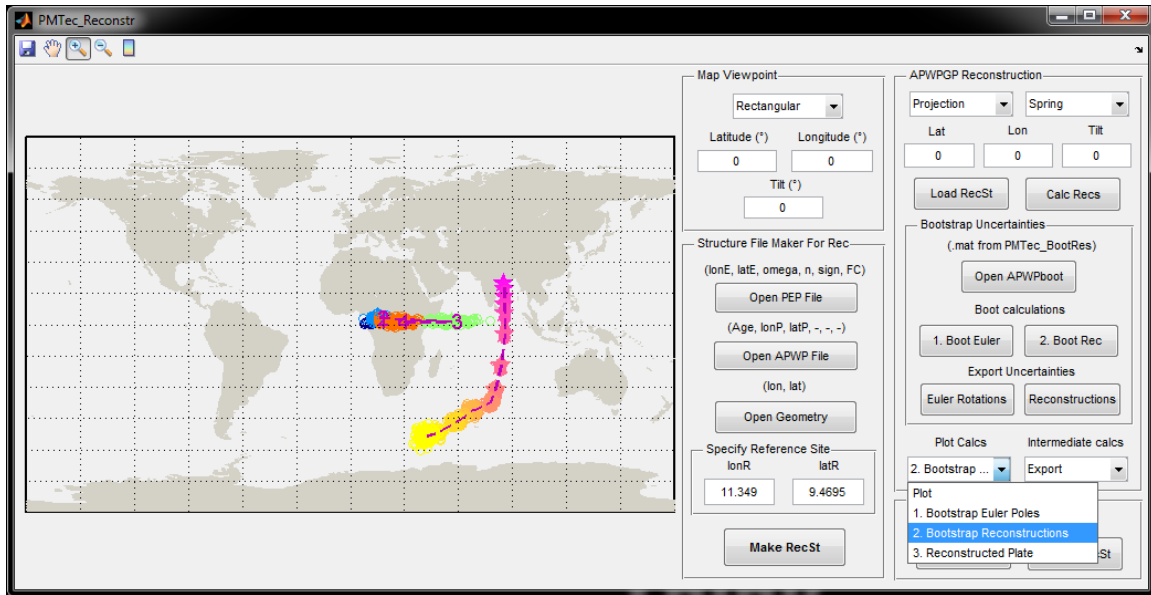 PMTec_Reconstr
Map Viewpoint
Rectangular
Latitude (°) Longitude (°)
0 0
Tilt (°)
0
Structure File Maker For Rec
(lonE, latE, omega, n, sign, FC)
Open PEP File
(Age, lonP, latP, -, -, -)
Open APWP File
(lon, lat)
Open Geometry
Specify Reference Site
lonR latR
11.349 9.4695
Make RecSt
APWPGP Reconstruction
Projection Spring
Lat Lon Tilt
0 0 0
Load RecSt Calc Recs
Bootstrap Uncertainties
(.mat from PMTec_BootRes)
Open APWPboot
Boot calculations
1. Boot Euler 2. Boot Rec
Export Uncertainties
Euler Rotations Reconstructions
Plot Calcs Intermediate calcs
2. Bootstrap ... Export
Plot
1. Bootstrap Euler Poles
2. Bootstrap Reconstructions
3. Reconstructed Plate
St
3